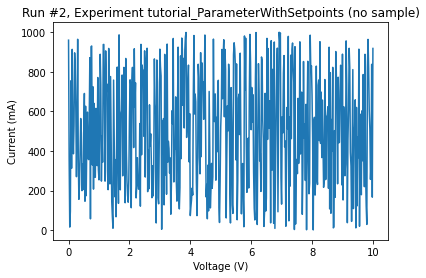 Run #2, Experiment tutorial_ParameterWithSetpoints (no sample)
1000
800
600
400
200
0
Current (mA)
0 2 4 6 8 10
Voltage (V)